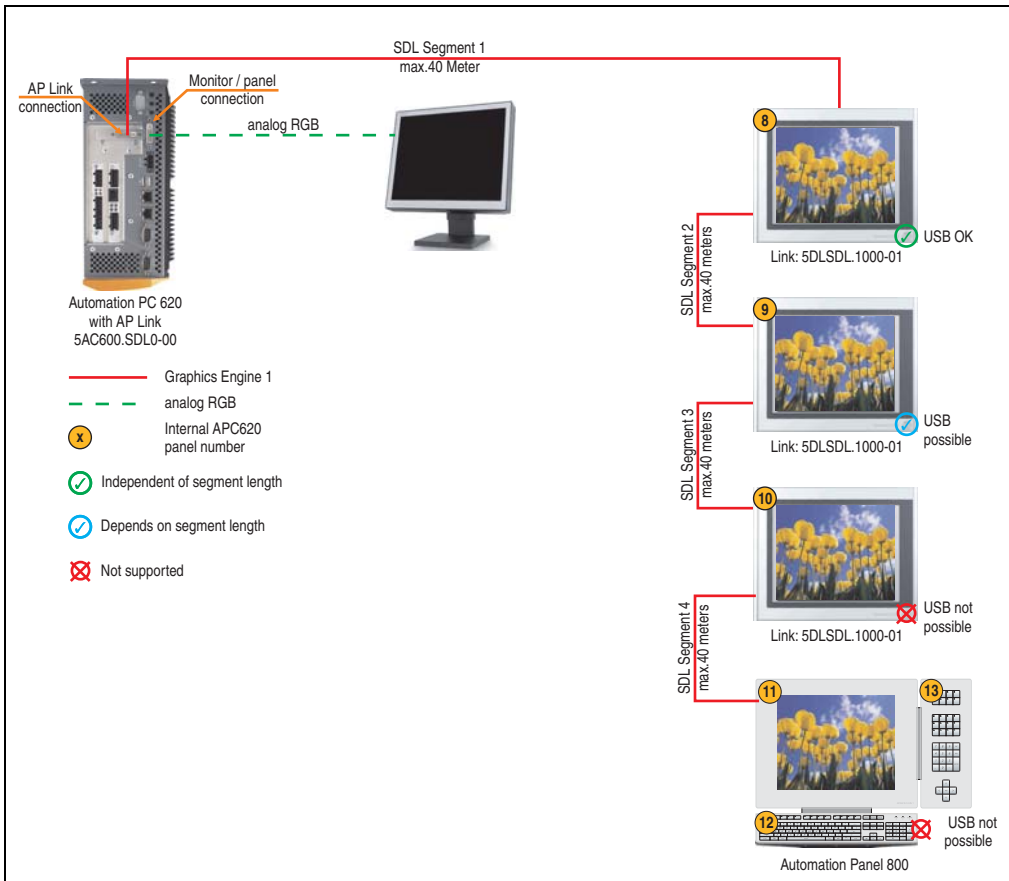 SDL Segment 1
max.40 Meter
AP Link
connection
Monitor / panel
connection
analog RGB
8
USB OK
Link: 5DLSDL.1000-01
SDL Segment 2
max.40 meters
9
USB
possible
Link: 5DLSDL.1000-01
SDL Segment 3
max.40 meters
10
USB not
possible
Link: 5DLSDL.1000-01
SDL Segment 4
max.40 meters
11
13
12
USB not
possible
Automation Panel 800
Automation PC 620
with AP Link
5AC600.SDL0-00
Graphics Engine 1
analog RGB
x
Internal APC620
panel number
Independent of segment length
Depends on segment length
Not supported